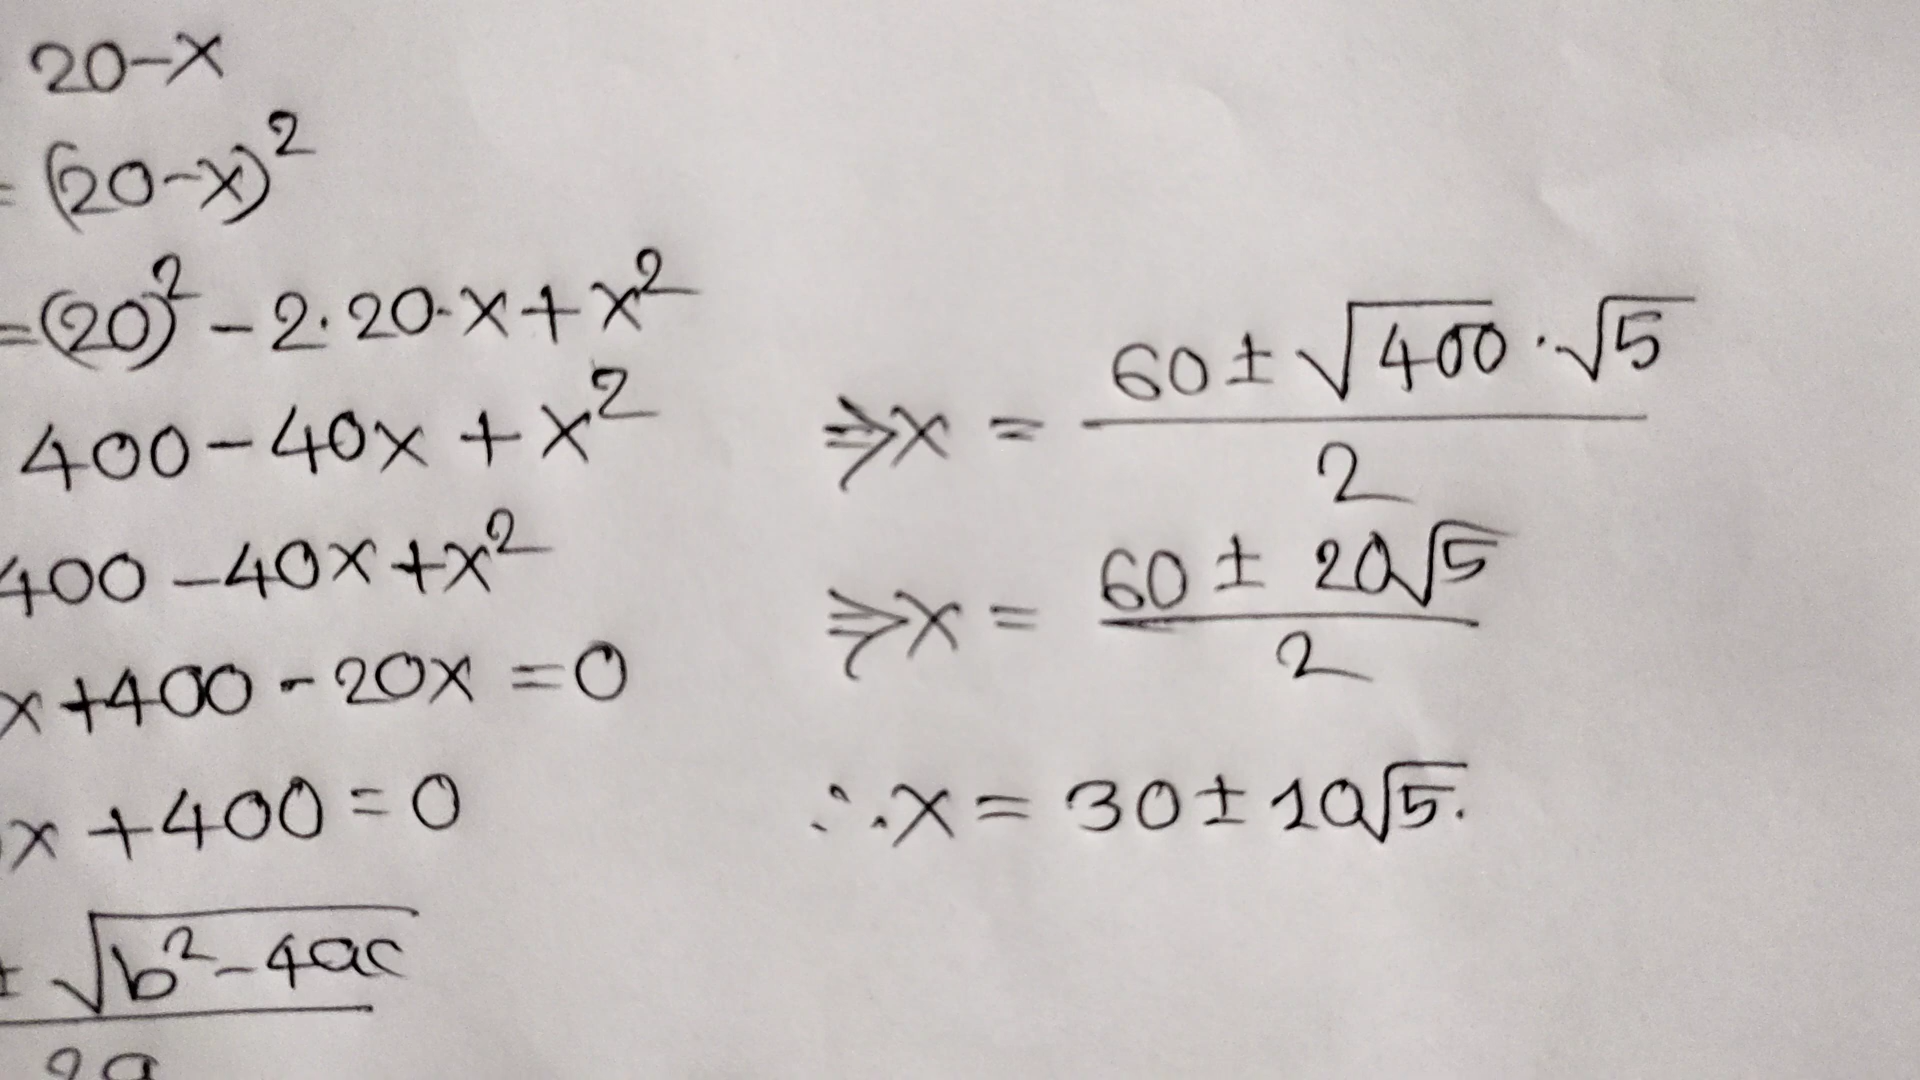 20-x
= (20-x)²
= (20)² - 2·20·x + x²
400 - 40x + x²
400 - 40x + x²
x + 400 - 20x = 0
x + 400 = 0
± √(b² - 4ac)
2a
⇒ x = (60 ± √400 · √5) / 2
⇒ x = (60 ± 20√5) / 2
∴ x = 30 ± 10√5.